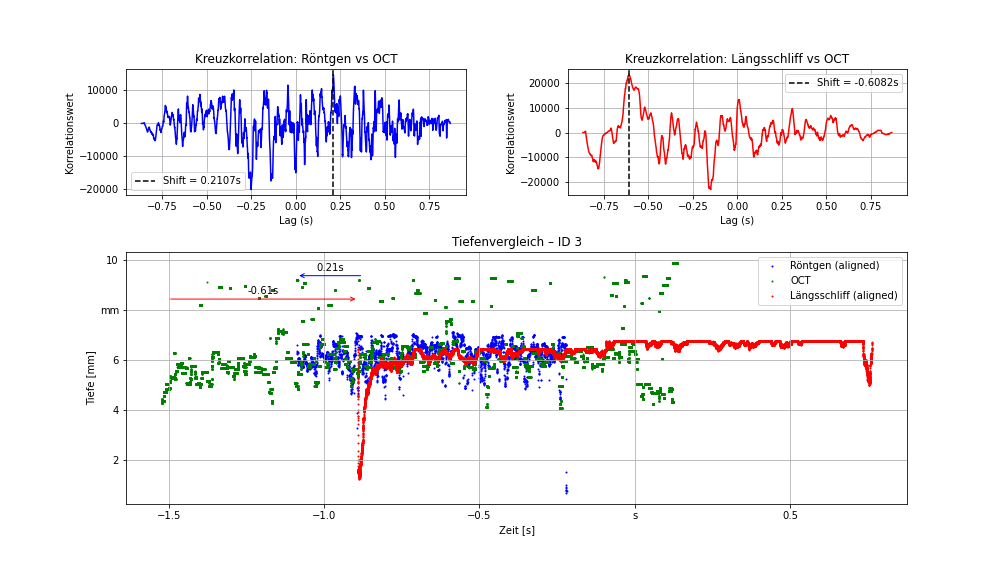 Kreuzkorrelation: Röntgen vs OCT
Korrelationswert
10000
0
−10000
−20000
Shift = 0.2107s
−0.75 −0.50 −0.25 0.00 0.25 0.50 0.75
Lag (s)
Kreuzkorrelation: Längsschliff vs OCT
Korrelationswert
20000
10000
0
−10000
−20000
Shift = -0.6082s
−0.75 −0.50 −0.25 0.00 0.25 0.50 0.75
Lag (s)
Tiefenvergleich – ID 3
Tiefe [mm]
10
mm
6
4
2
0.21s
-0.61s
Röntgen (aligned)
OCT
Längsschliff (aligned)
−1.5 −1.0 −0.5 s 0.5
Zeit [s]